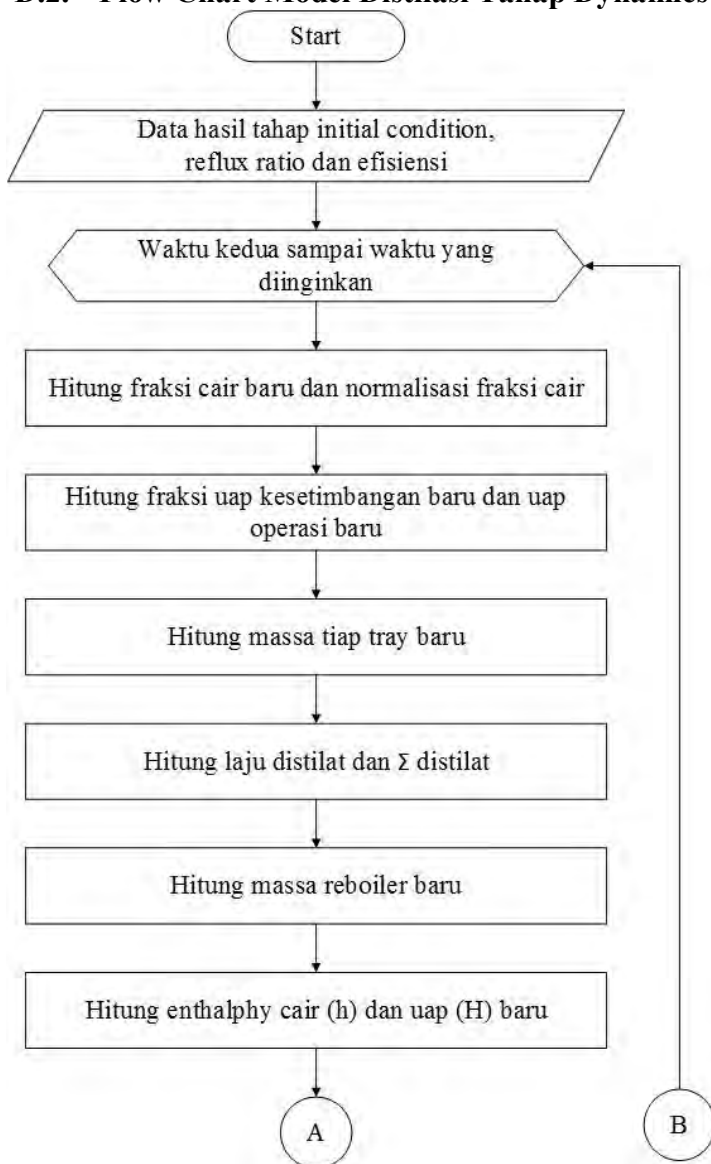 D.2. Flow Chart Model Distilasi Tahap Dynamics
Start
Data hasil tahap initial condition,
reflux ratio dan efisiensi
Waktu kedua sampai waktu yang
diinginkan
Hitung fraksi cair baru dan normalisasi fraksi cair
Hitung fraksi uap kesetimbangan baru dan uap
operasi baru
Hitung massa tiap tray baru
Hitung laju distilat dan Σ distilat
Hitung massa reboiler baru
Hitung enthalphy cair (h) dan uap (H) baru
A
B